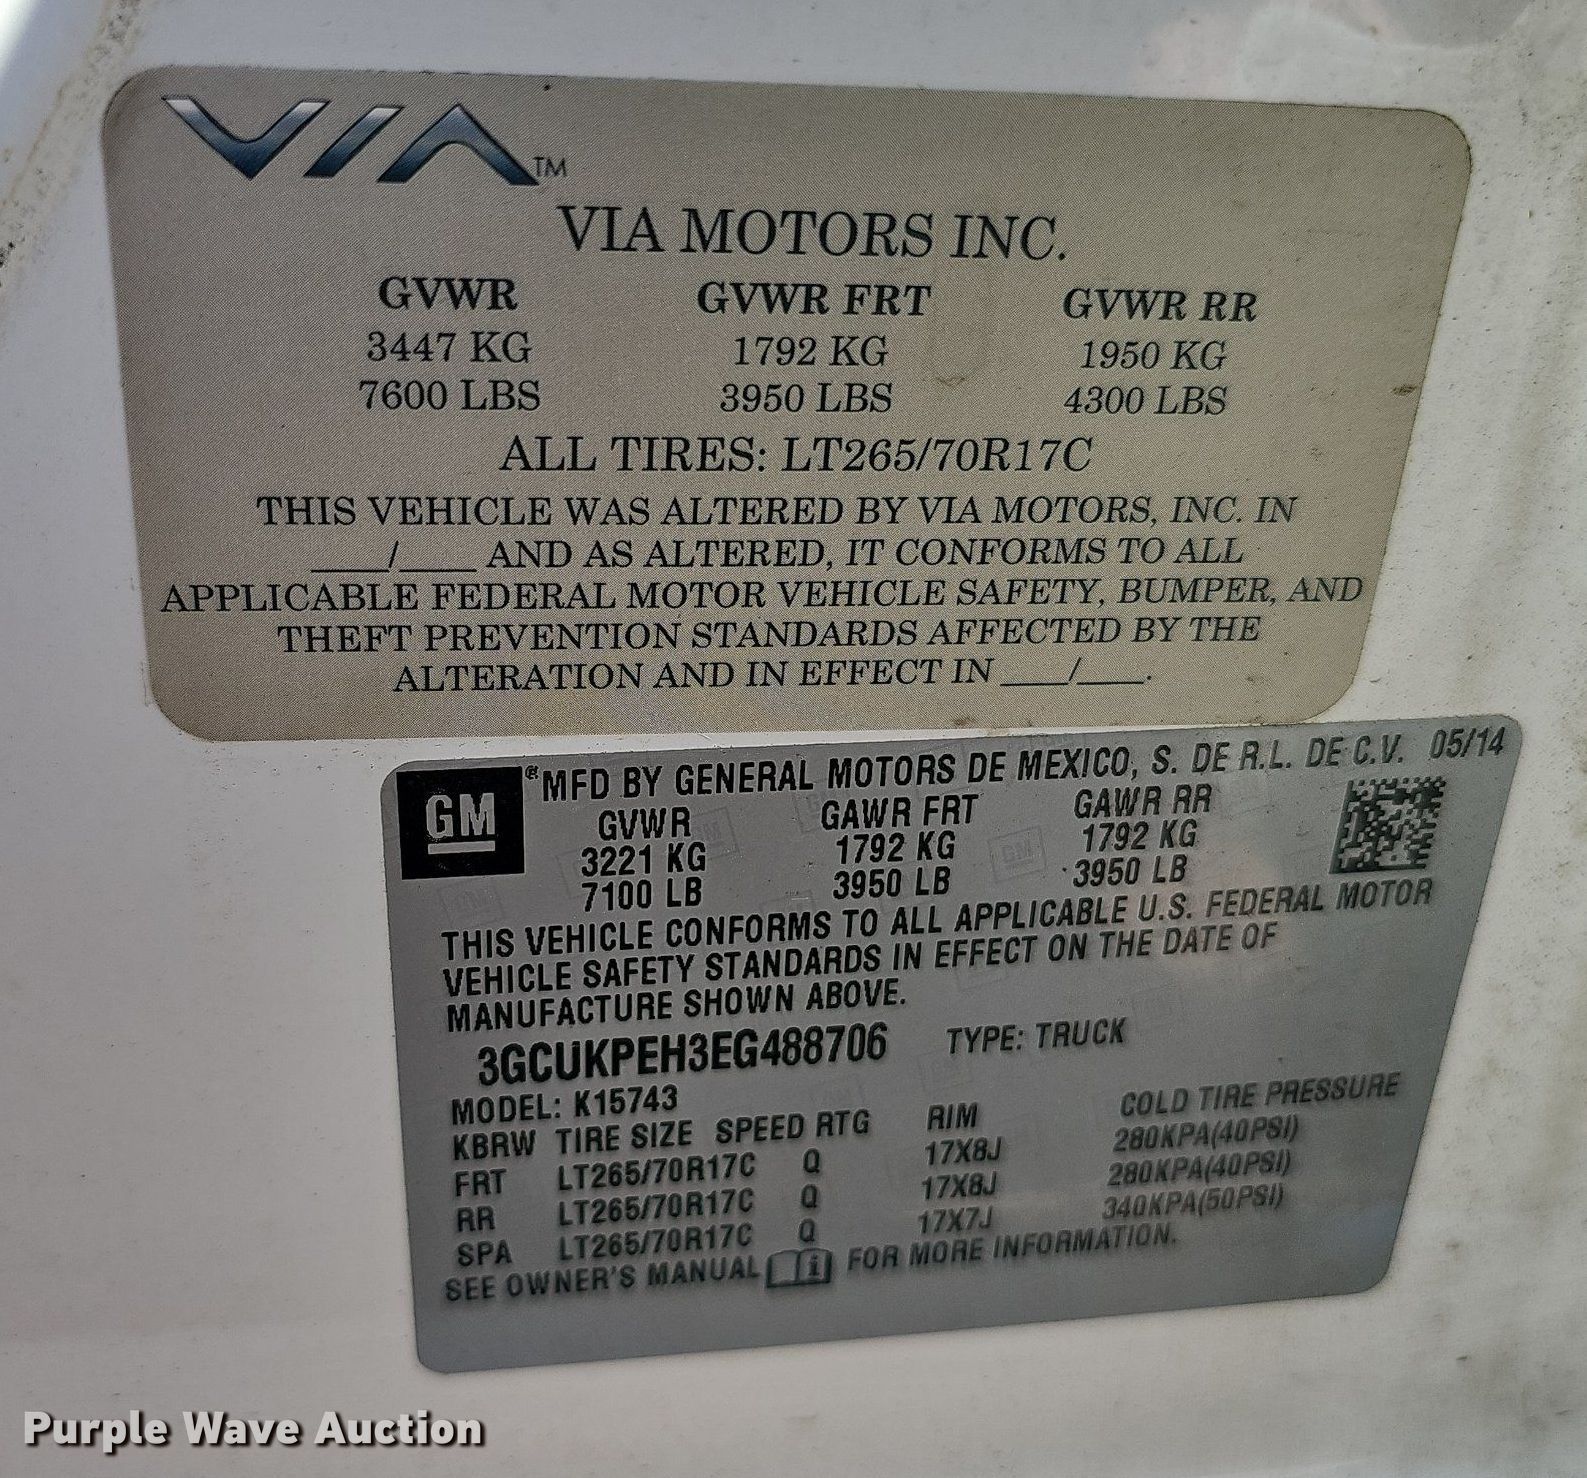 VIA™
VIA MOTORS INC.
GVWR GVWR FRT GVWR RR
3447 KG 1792 KG 1950 KG
7600 LBS 3950 LBS 4300 LBS
ALL TIRES: LT265/70R17C
THIS VEHICLE WAS ALTERED BY VIA MOTORS, INC. IN
___/___ AND AS ALTERED, IT CONFORMS TO ALL
APPLICABLE FEDERAL MOTOR VEHICLE SAFETY, BUMPER, AND
THEFT PREVENTION STANDARDS AFFECTED BY THE
ALTERATION AND IN EFFECT IN ___/___.
GM ® MFD BY GENERAL MOTORS DE MEXICO, S. DE R.L. DE C.V. 05/14
GVWR GAWR FRT GAWR RR
3221 KG 1792 KG 1792 KG
7100 LB 3950 LB 3950 LB
THIS VEHICLE CONFORMS TO ALL APPLICABLE U.S. FEDERAL MOTOR
VEHICLE SAFETY STANDARDS IN EFFECT ON THE DATE OF
MANUFACTURE SHOWN ABOVE.
3GCUKPEH3EG488706 TYPE: TRUCK
MODEL: K15743
KBRW TIRE SIZE SPEED RTG RIM COLD TIRE PRESSURE
FRT LT265/70R17C Q 17X8J 280KPA(40PSI)
RR LT265/70R17C Q 17X8J 280KPA(40PSI)
SPA LT265/70R17C Q 17X7J 340KPA(50PSI)
SEE OWNER'S MANUAL i FOR MORE INFORMATION.
Purple Wave Auction